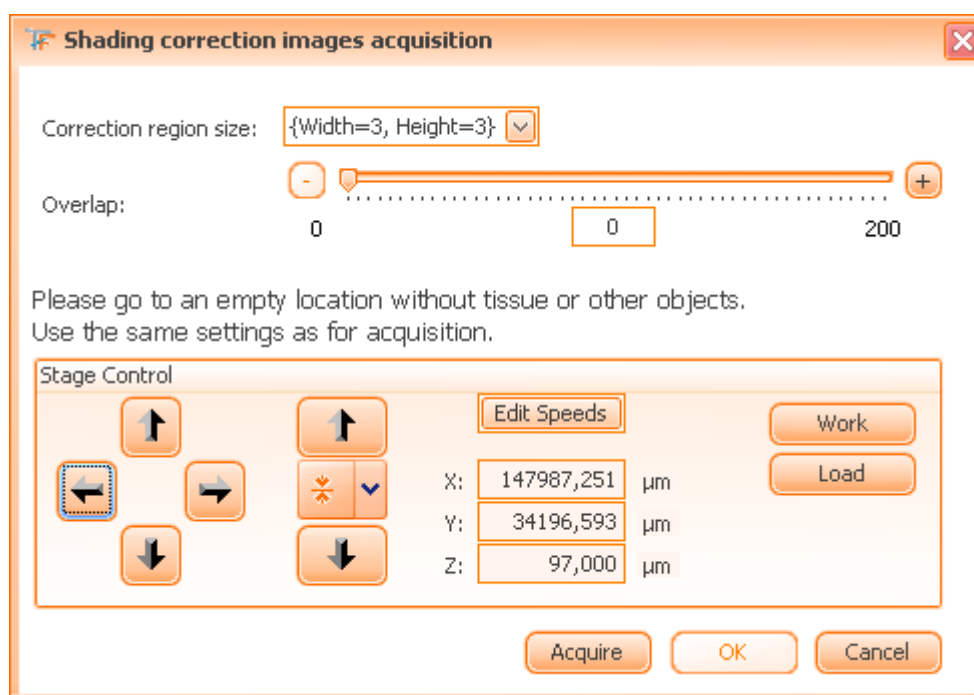 Shading correction images acquisition
Correction region size: {Width=3, Height=3}
- +
Overlap:
0 0 200
Please go to an empty location without tissue or other objects.
Use the same settings as for acquisition.
Stage Control
Edit Speeds Work
X: 147987,251 µm Load
Y: 34196,593 µm
Z: 97,000 µm
Acquire OK Cancel